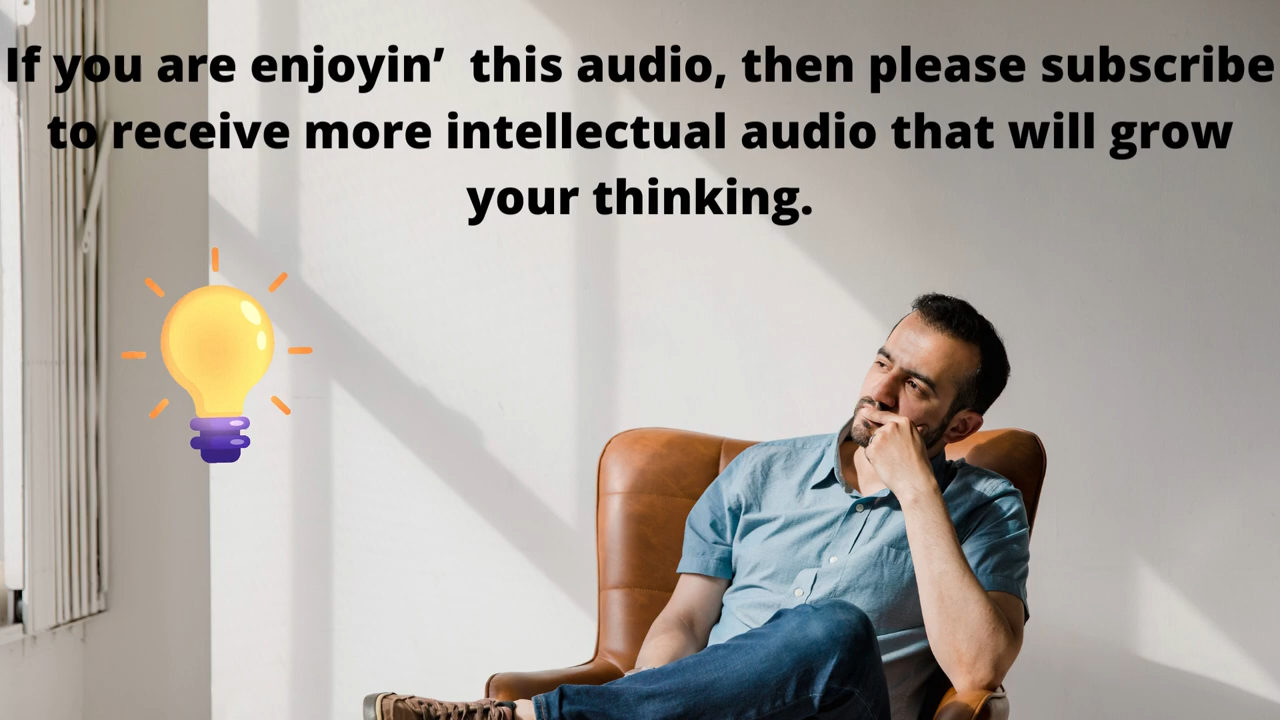 If you are enjoyin’  this audio, then please subscribe
to receive more intellectual audio that will grow
your thinking.